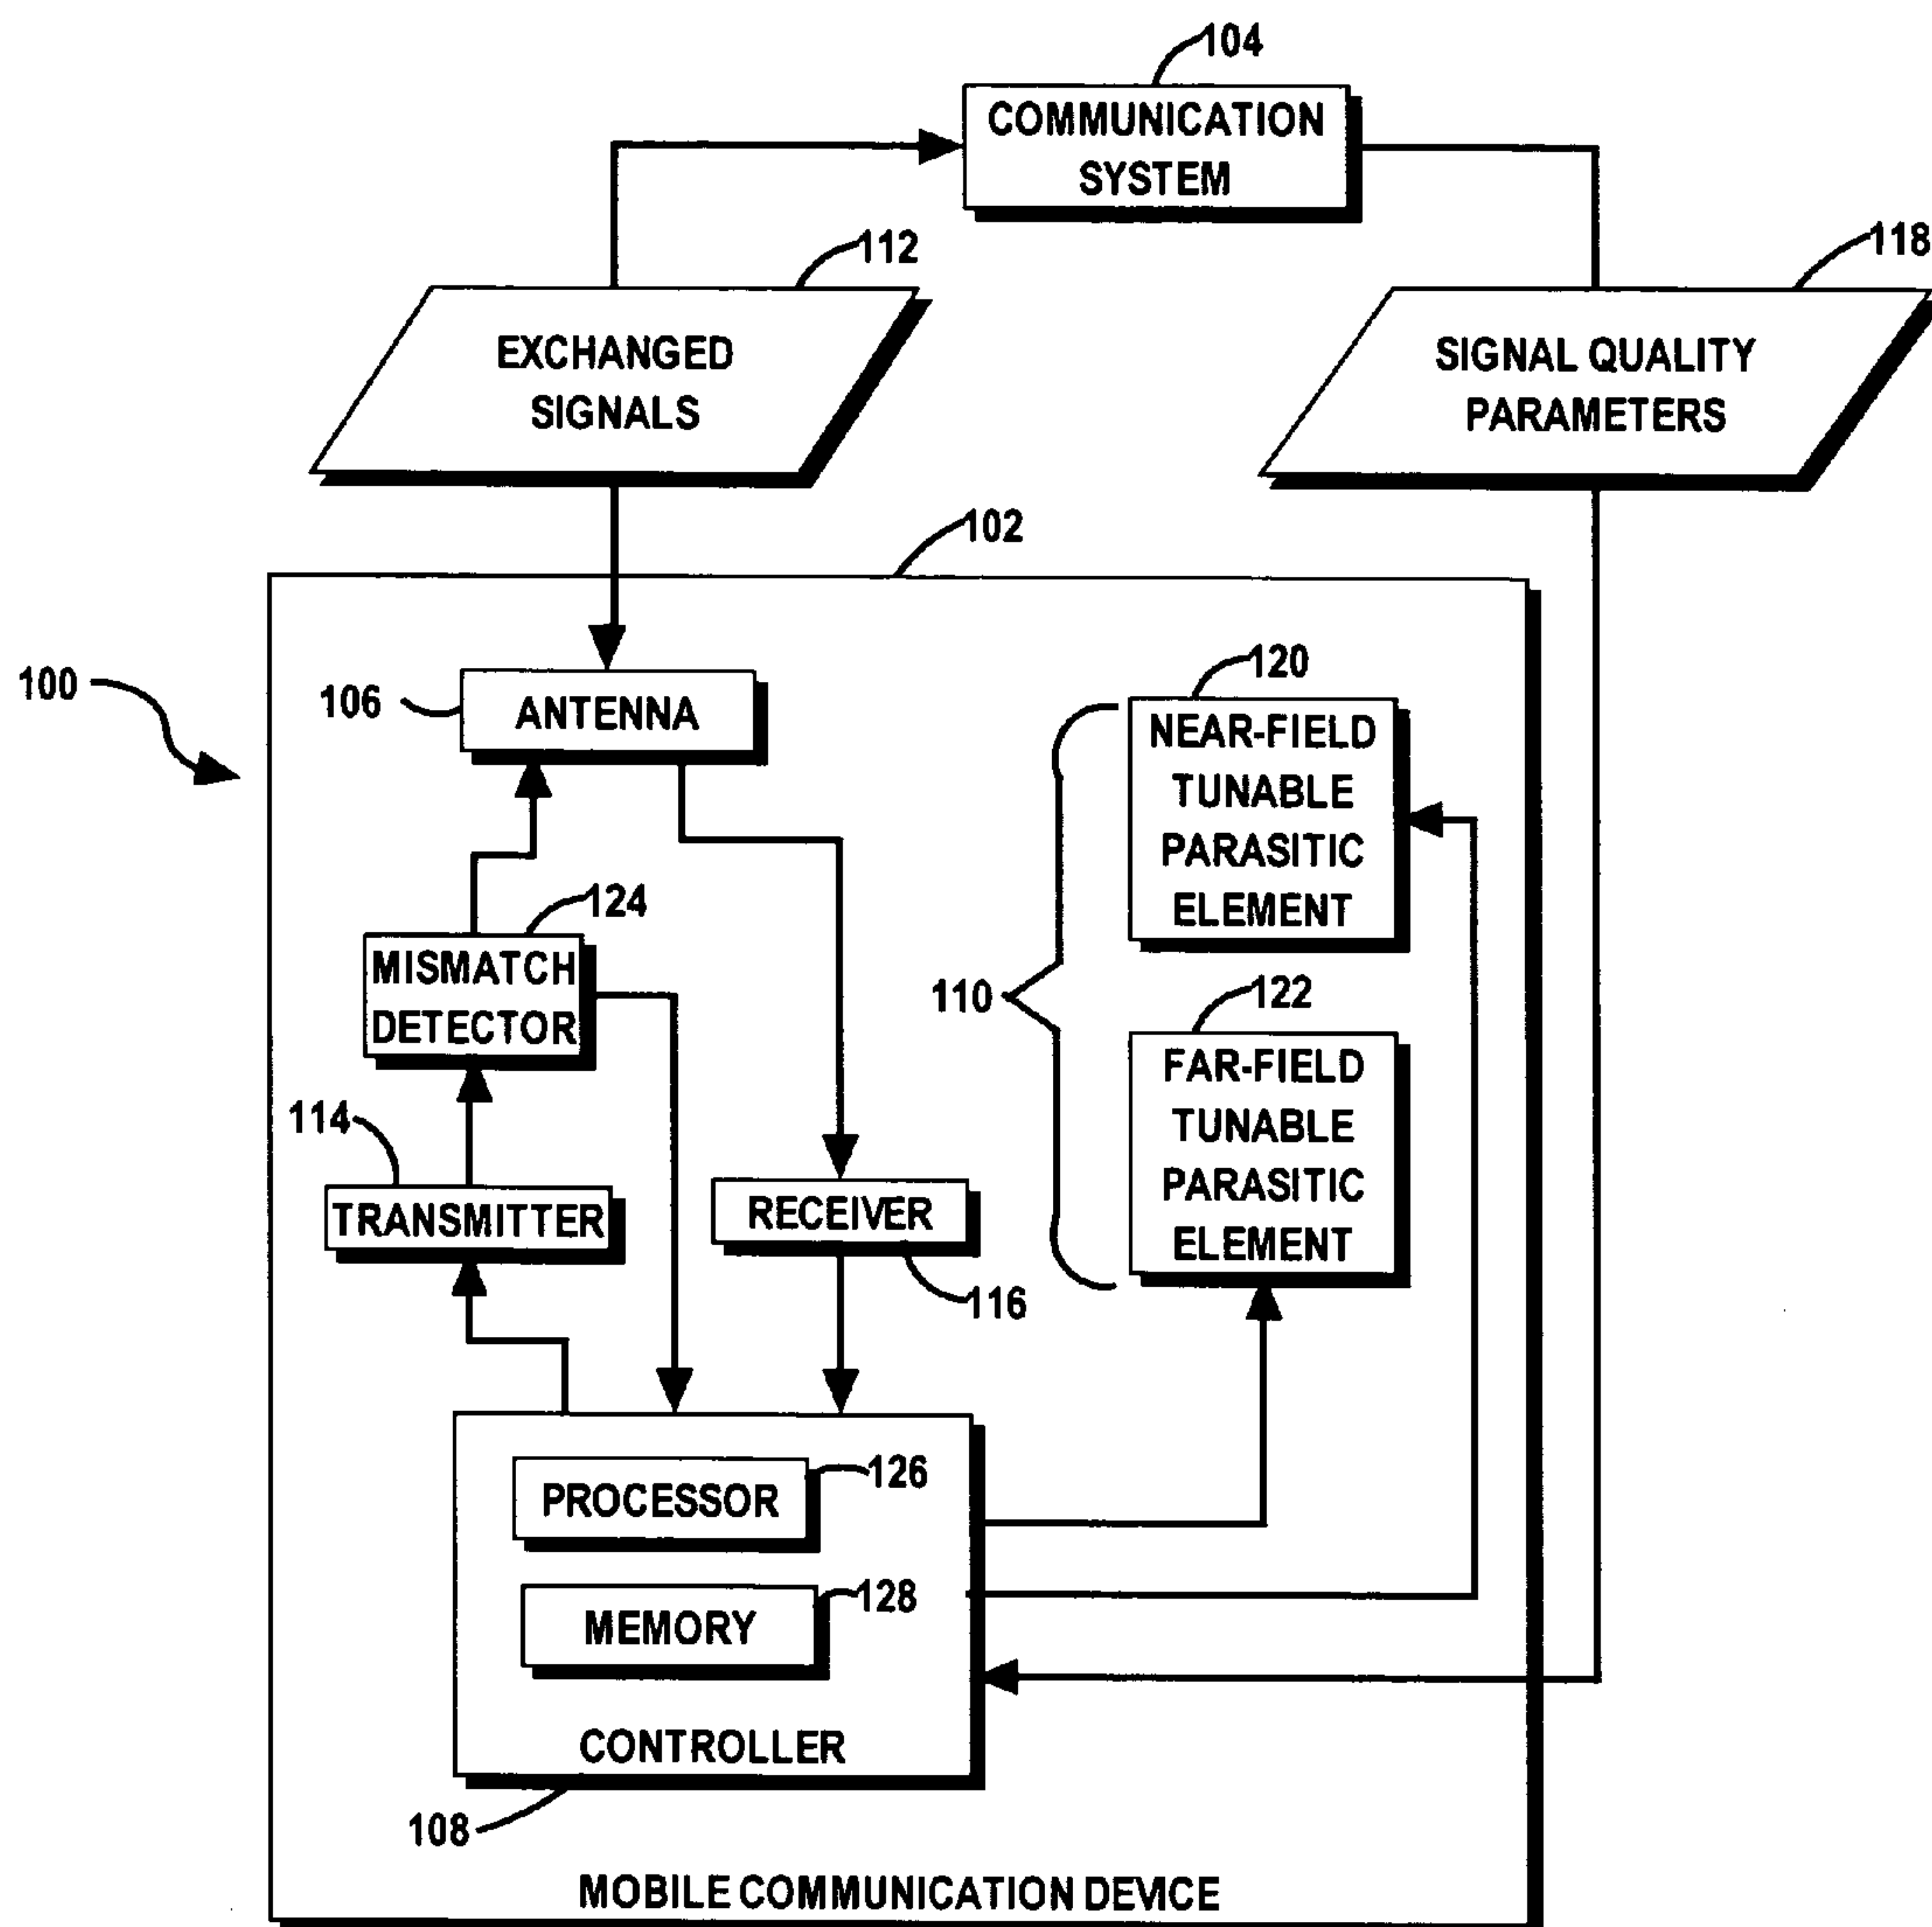 104
COMMUNICATION
SYSTEM
112
118
EXCHANGED
SIGNALS
SIGNAL QUALITY
PARAMETERS
102
100
106
ANTENNA
120
NEAR-FIELD
TUNABLE
PARASITIC
ELEMENT
124
MISMATCH
DETECTOR
110
122
FAR-FIELD
TUNABLE
PARASITIC
ELEMENT
114
TRANSMITTER
RECEIVER
116
PROCESSOR
126
MEMORY
128
CONTROLLER
108
MOBILE COMMUNICATION DEVICE